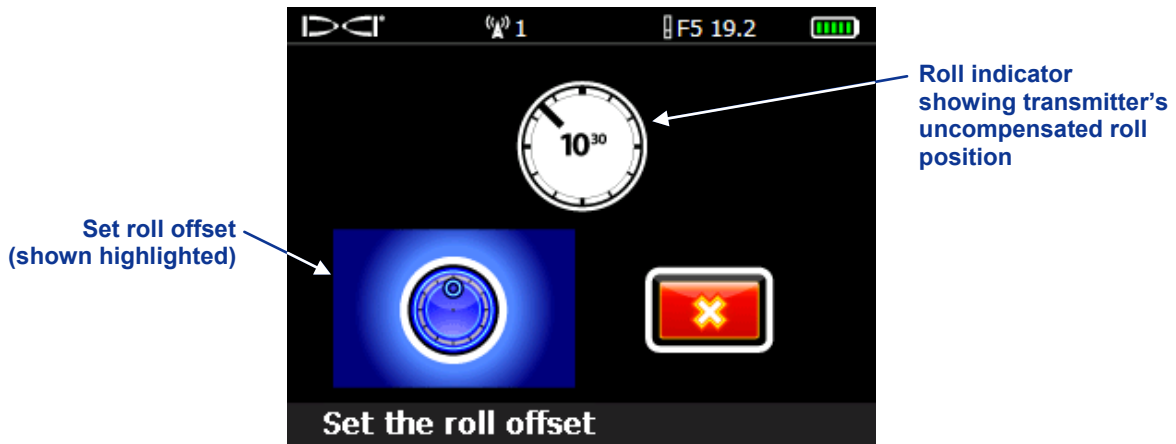 DCI
1
F5 19.2
10³⁰
Roll indicator
showing transmitter's
uncompensated roll
position
Set roll offset
(shown highlighted)
Set the roll offset